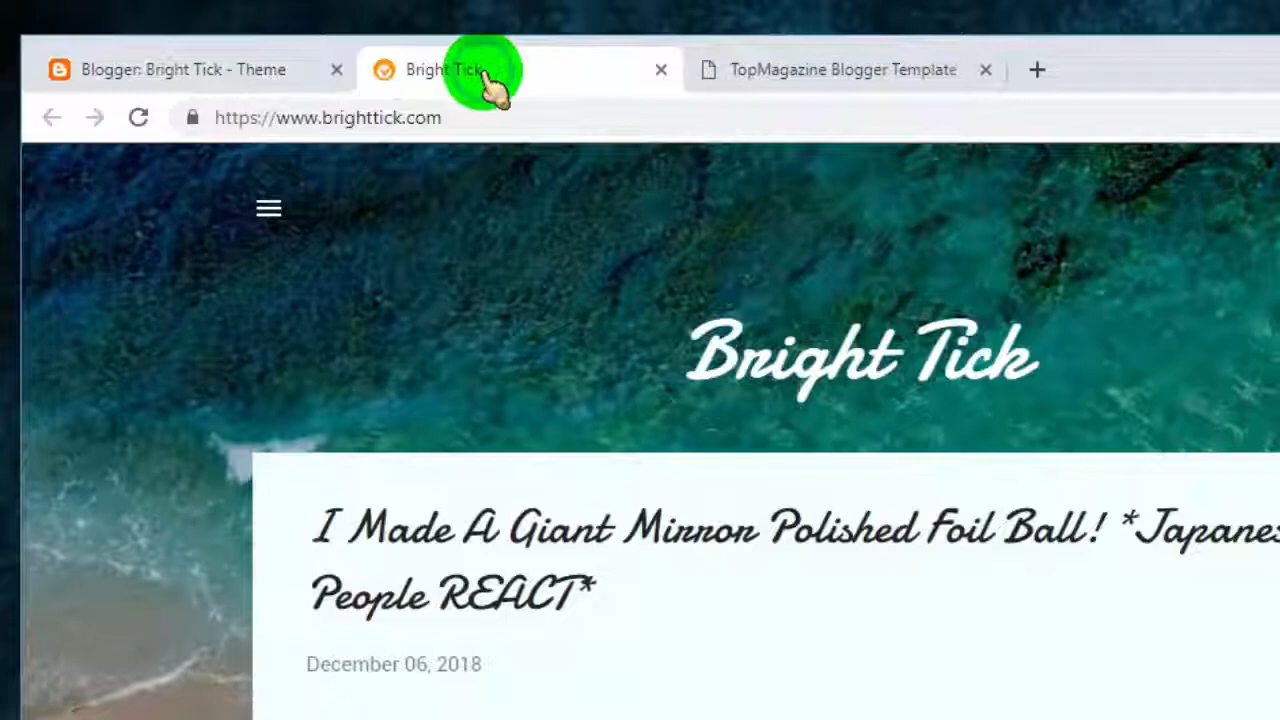 Blogger: Bright Tick - Theme
Bright Tick
TopMagazine Blogger Template
https://www.brighttick.com
Bright Tick
I Made A Giant Mirror Polished Foil Ball! *Japanes
People REACT*
December 06, 2018